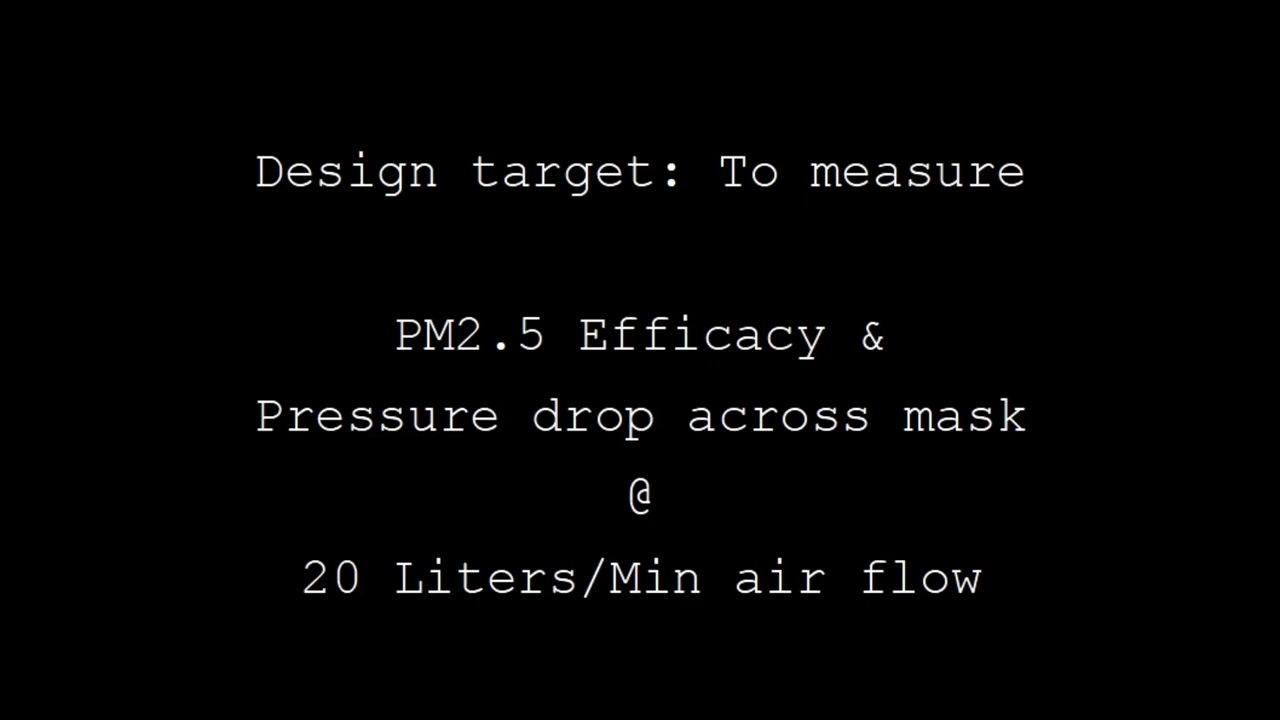 Design target: To measure
PM2.5 Efficacy &
Pressure drop across mask
@
20 Liters/Min air flow